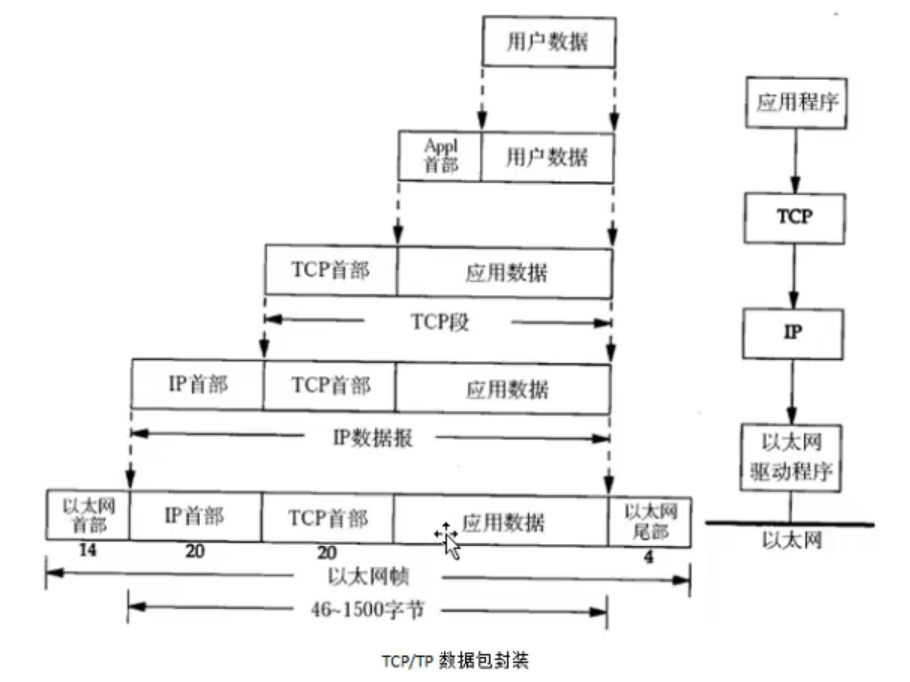 用户数据
Appl
首部
用户数据
TCP首部
应用数据
TCP段
IP首部
TCP首部
应用数据
IP数据报
以太网
首部
IP首部
TCP首部
应用数据
以太网
尾部
14
20
20
4
以太网帧
46~1500字节
应用程序
TCP
IP
以太网
驱动程序
以太网
TCP/TP 数据包封装